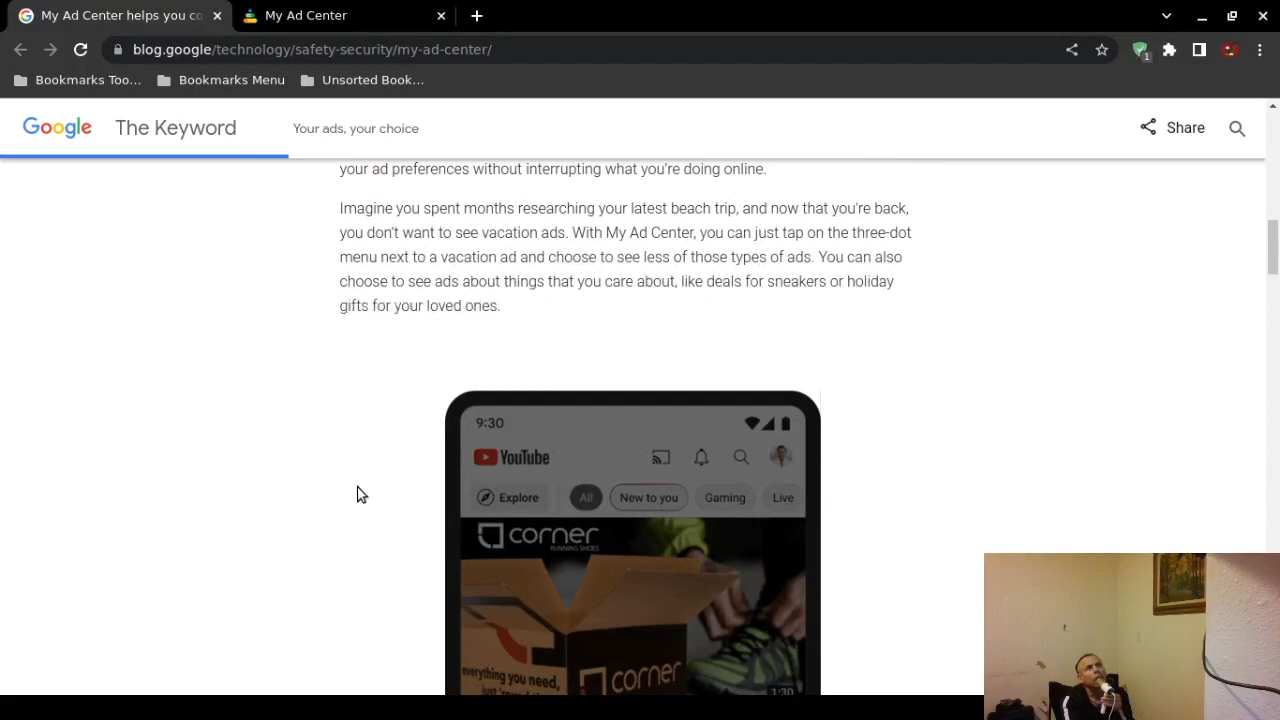 My Ad Center helps you co
My Ad Center
blog.google/technology/safety-security/my-ad-center/
1
Bookmarks Too...
Bookmarks Menu
Unsorted Book...
Google
The Keyword
Your ads, your choice
Share
your ad preferences without interrupting what you're doing online.
Imagine you spent months researching your latest beach trip, and now that you're back,
you don't want to see vacation ads. With My Ad Center, you can just tap on the three-dot
menu next to a vacation ad and choose to see less of those types of ads. You can also
choose to see ads about things that you care about, like deals for sneakers or holiday
gifts for your loved ones.
9:30
YouTube
Explore
All
New to you
Gaming
Live
corner
RUNNING SHOES
everything you need,
corner
1:30